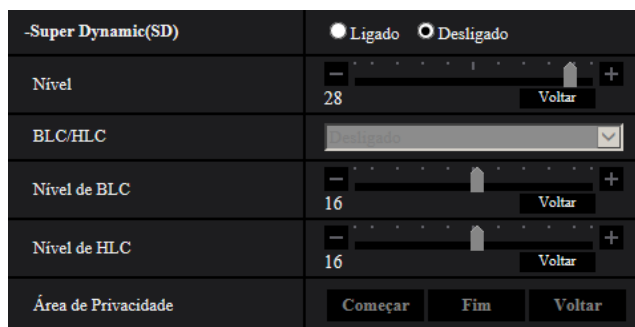 -Super Dynamic(SD) Ligado Desligado
Nível 28 Voltar
BLC/HLC Desligado
Nível de BLC 16 Voltar
Nível de HLC 16 Voltar
Área de Privacidade Começar Fim Voltar